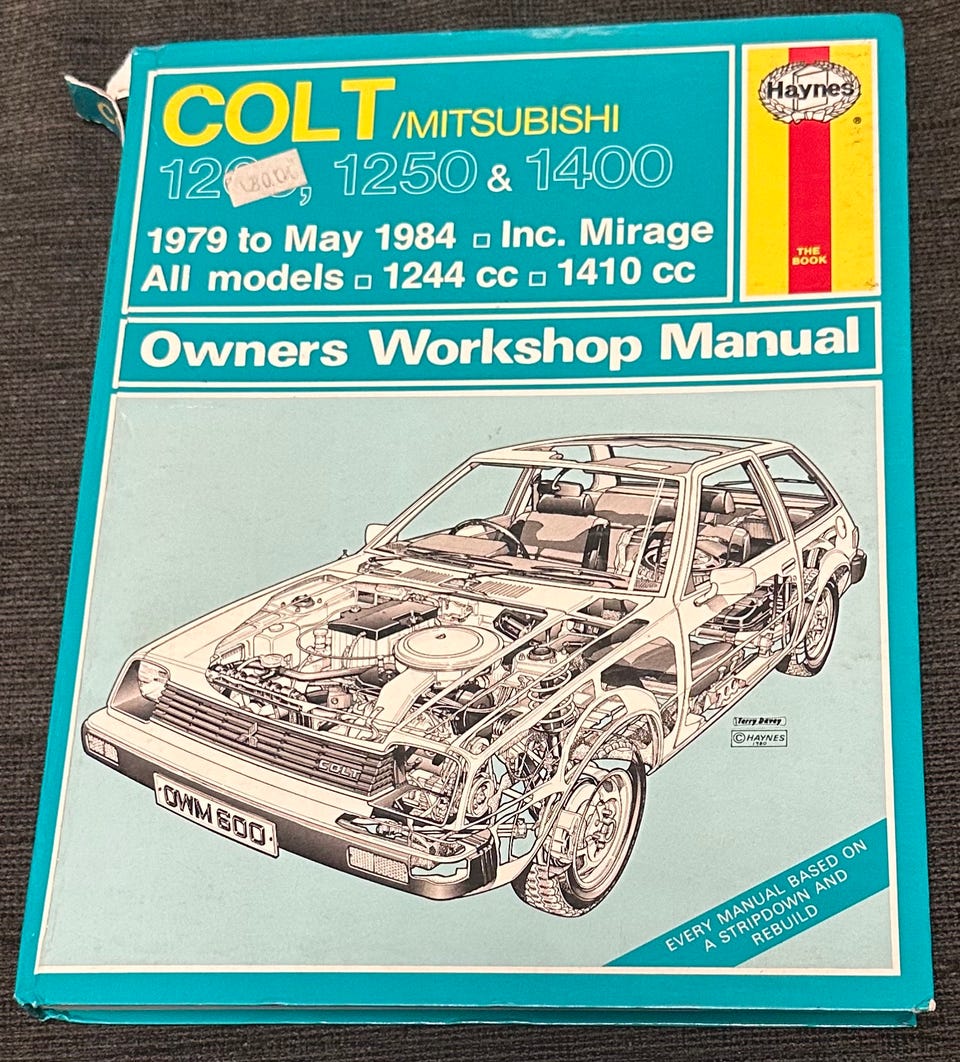 COLT /MITSUBISHI
1250 & 1400
1979 to May 1984 □ Inc. Mirage
All models □ 1244 cc □ 1410 cc
Haynes
®
THE
BOOK
Owners Workshop Manual
COLT
OWM 600
Terry Davey
© HAYNES
1980
EVERY MANUAL BASED ON
A STRIPDOWN AND
REBUILD